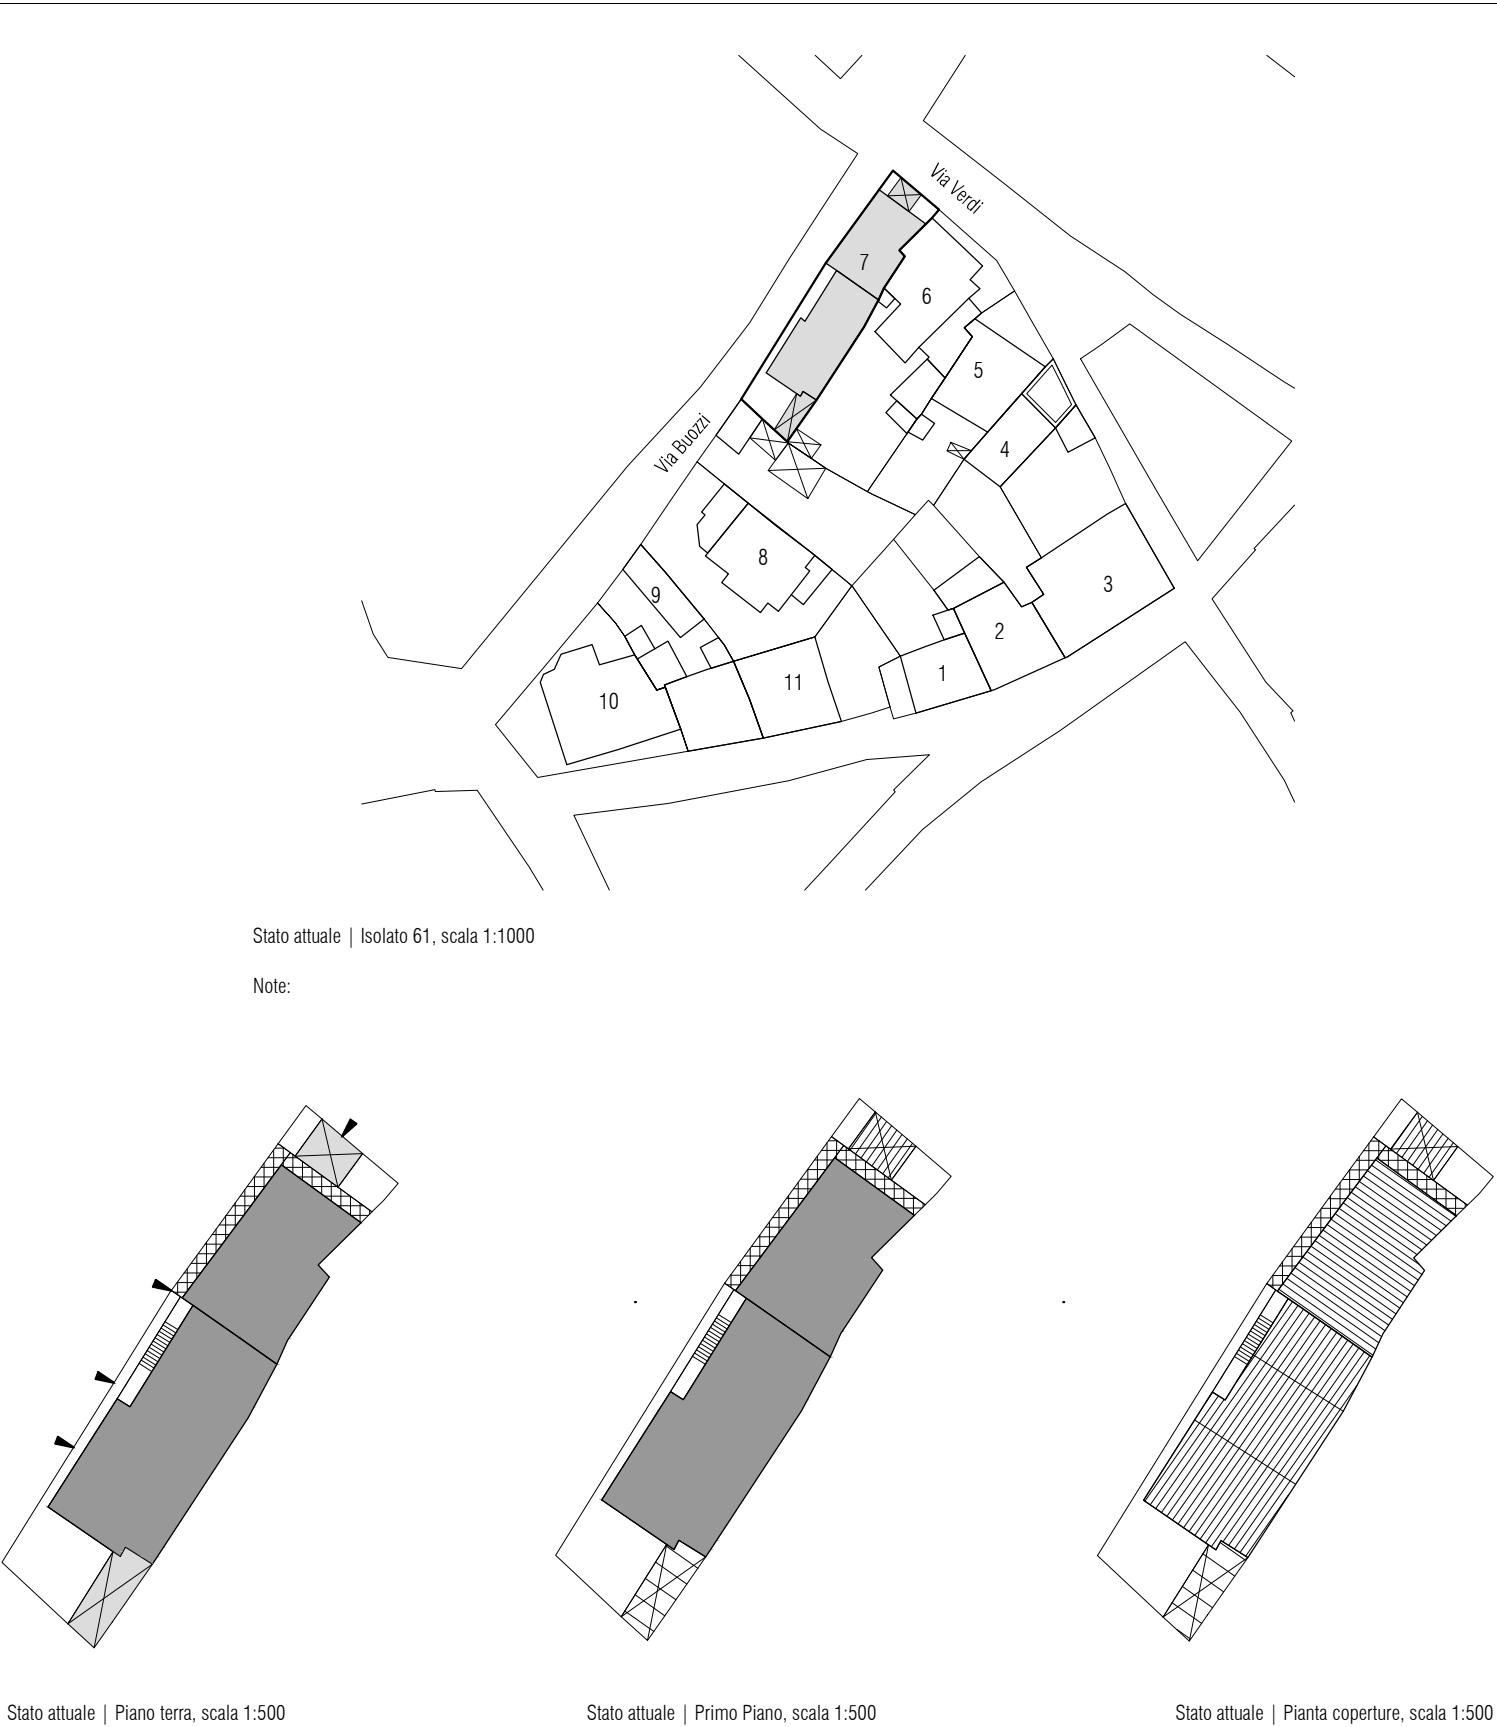 Via Verdi
7
6
5
4
Via Buozzi
8
3
9
2
1
11
10
Stato attuale | Isolato 61, scala 1:1000
Note:
Stato attuale | Piano terra, scala 1:500
Stato attuale | Primo Piano, scala 1:500
Stato attuale | Pianta coperture, scala 1:500